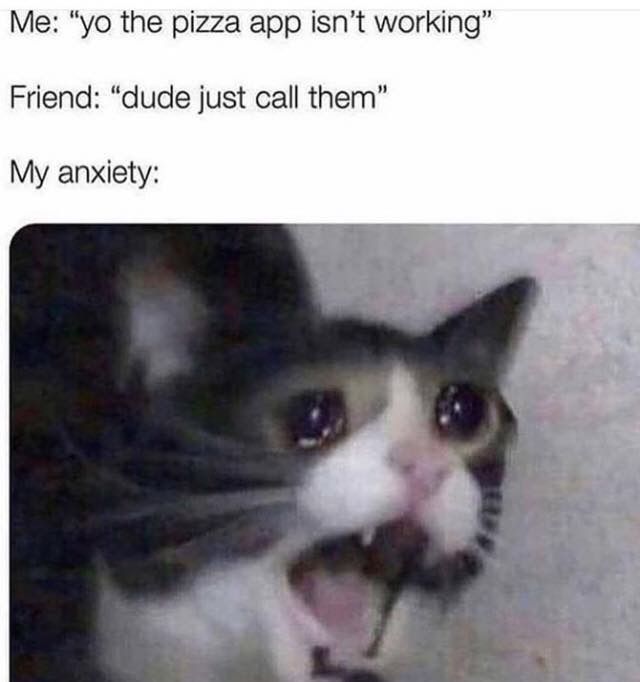 Me: “yo the pizza app isn’t working”
Friend: “dude just call them”
My anxiety: